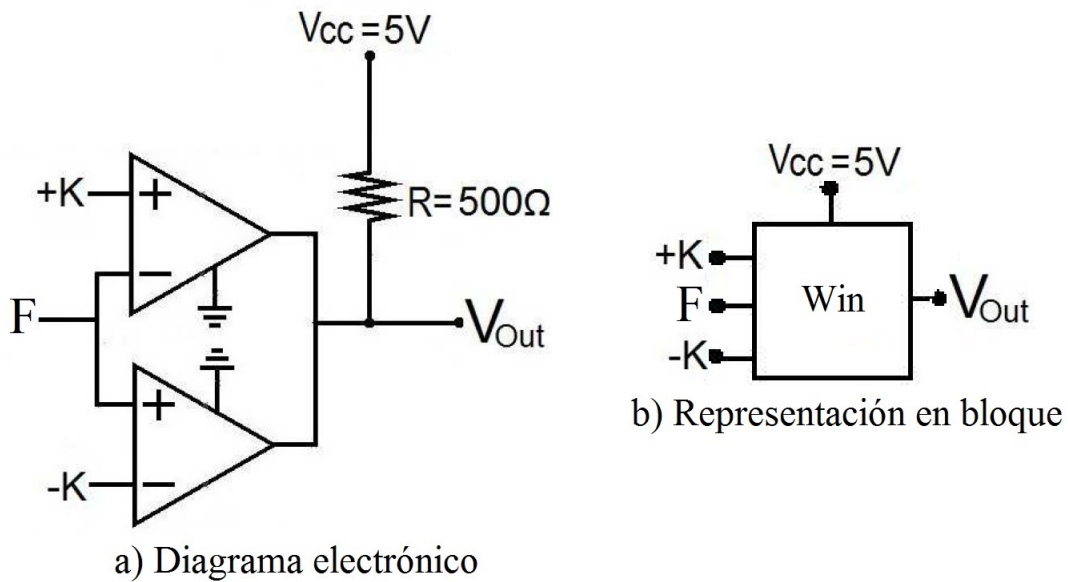 Vcc = 5V
+K
+
R= 500Ω
−
F
VOut
+
-K
−
a) Diagrama electrónico
Vcc = 5V
+K
F
Win
VOut
-K
b) Representación en bloque